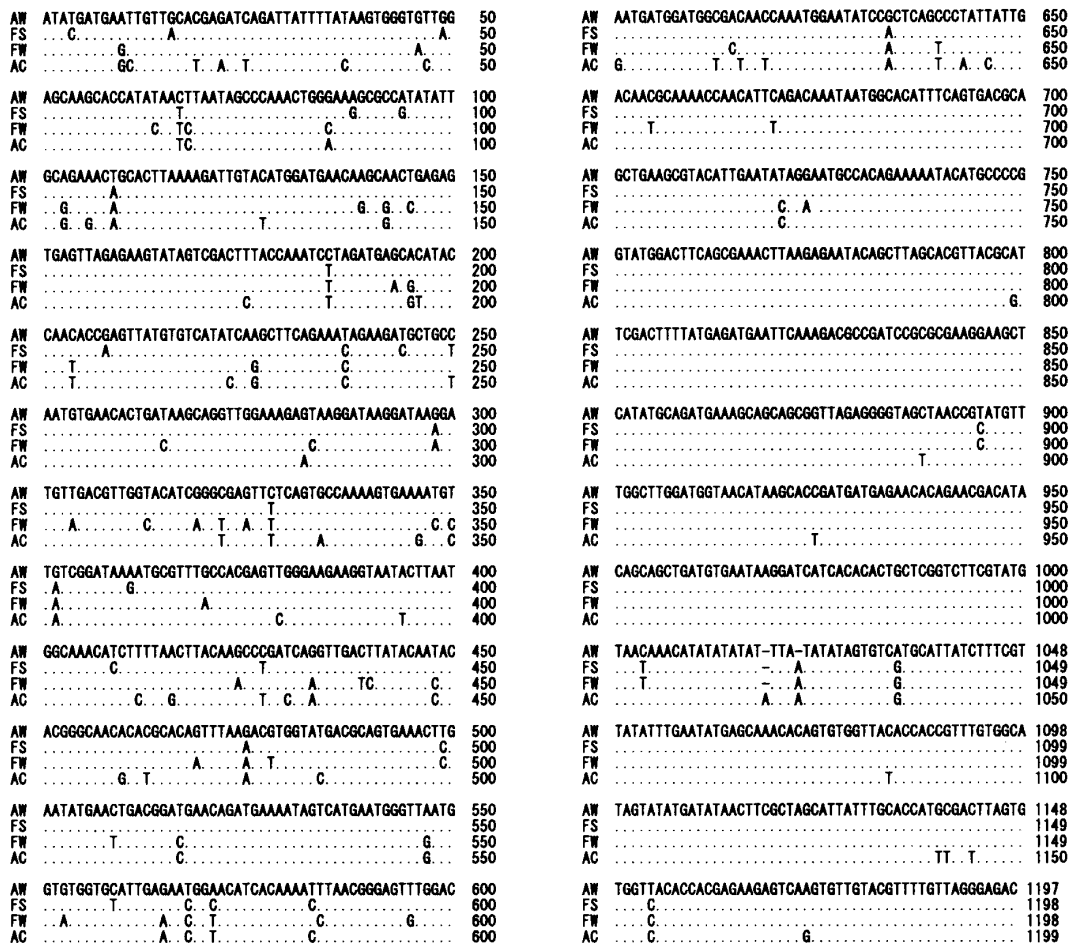 AW ATATGATGAATTGTTGCACGAGATCAGATTATTTTATAAGTGGGTGTTGG 50
FS ...C...........A................................A. 50
FW .........G...................................A.... 50
AC .........GC.......T..A..T...........C.........C... 50
AW AGCAAGCACCATATAACTTAATAGCCCAAACTGGGAAAGCGCCATATATT 100
FS ................T....................G.....G...... 100
FW .............C..TC................C............... 100
AC ................TC................A............... 100
AW GCAGAAACTGCACTTAAAAGATTGTACATGGATGAACAAGCAACTGAGAG 150
FS ........A......................................... 150
FW ..G.....A.............................G..G..C..... 150
AC ..G..G..A.................T..............G........ 150
AW TGAGTTAGAGAAGTATAGTCGACTTTACCAAATCCTAGATGAGCACATAC 200
FS ..................................T............... 200
FW ..................................T.......A.G..... 200
AC ........................C.........T.........GT.... 200
AW CAACACCGAGTTATGTGTCATATCAAGCTTCAGAAATAGAAGATGCTGCC 250
FS .......A............................C......C.....T 250
FW ...T.....................G..........C............. 250
AC ...T..................C..G..........C............T 250
AW AATGTGAACACTGATAAGCAGGTTGGAAAGAGTAAGGATAAGGATAAGGA 300
FS ...............................................A.. 300
FW ..............C.................C..............A.. 300
AC ...............................A.................. 300
AW TGTTGACGTTGGTACATCGGGCGAGTTCTCAGTGCCAAAAGTGAAAATGT 350
FS ...........................T...................... 350
FW ...A........C.....A..T..A..T...................C.C 350
AC .....................T.....T.....A...........G...C 350
AW TGTCGGATAAAATGCGTTTGCCACGAGTTGGGAAGAAGGTAATACTTAAT 400
FS .A........G....................................... 400
FW .A.................A.............................. 400
AC .A..........................C..............T...... 400
AW GGCAAACATCTTTTAACTTACAAGCCCGATCAGGTTGACTTATACAATAC 450
FS ........C.................T....................... 450
FW .......................A........A.....TC.......C.. 450
AC ...........C...G..........T..C..A..............C.. 450
AW ACGGGCAACACACGCACAGTTTAAGACGTGGTATGACGCAGTGAAACTTG 500
FS ........................A.......................C. 500
FW ..................A.....A..T....................C. 500
AC .........G..T...........A........C................ 500
AW AATATGAACTGACGGATGAACAGATGAAAATAGTCATGAATGGGTTAATG 550
FS .................................................. 550
FW ........T.......C.............................G... 550
AC ................C.............................G... 550
AW GTGTGGTGCATTGAGAATGGAACATCACAAAATTTAACGGGAGTTTGGAC 600
FS ........T........C..C...........C................. 600
FW ..A...........A..C..T............C..........G..... 600
AC ..............A..C..T...........C................. 600
AW AATGATGGATGGCGACAACCAAATGGAATATCCGCTCAGCCCTATTATTG 650
FS .................................A................ 650
FW ..............C..................A.....T.......... 650
AC G...........T..T..T..............A.....T..A..C.... 650
AW ACAACGCAAAACCAACATTCAGACAAATAATGGCACATTTCAGTGACGCA 700
FS .................................................. 700
FW ....T..............T.............................. 700
AC .................................................. 700
AW GCTGAAGCGTACATTGAATATAGGAATGCCACAGAAAAATACATGCCCCG 750
FS .................................................. 750
FW ....................C..A.......................... 750
AC ....................C............................. 750
AW GTATGGACTTCAGCGAAACTTAAGAGAATACAGCTTAGCACGTTACGCAT 800
FS .................................................. 800
FW .................................................. 800
AC ................................................G. 800
AW TCGACTTTTATGAGATGAATTCAAAGACGCCGATCCGCGCGAAGGAAGCT 850
FS .................................................. 850
FW .................................................. 850
AC .................................................. 850
AW CATATGCAGATGAAAGCAGCAGCGGTTAGAGGGGTAGCTAACCGTATGTT 900
FS ............................................C..... 900
FW ............................................C..... 900
AC .....................................T............ 900
AW TGGCTTGGATGGTAACATAAGCACCGATGATGAGAACACAGAACGACATA 950
FS .................................................. 950
FW .................................................. 950
AC ........................T......................... 950
AW CAGCAGCTGATGTGAATAAGGATCATCACACACTGCTCGGTCTTCGTATG 1000
FS .................................................. 1000
FW .................................................. 1000
AC .................................................. 1000
AW TAACAAACATATATATAT-TTA-TATATAGTGTCATGCATTATCTTTCGT 1048
FS ...T..............-...A...........G............... 1049
FW ...T..............-...A...........G............... 1049
AC ..................A...A...........G............... 1050
AW TATATTTGAATATGAGCAAACACAGTGTGGTTACACCACCGTTTGTGGCA 1098
FS .................................................. 1099
FW .................................................. 1099
AC .................................T................ 1100
AW TAGTATATGATATAACTTCGCTAGCATTATTTGCACCATGCGACTTAGTG 1148
FS .................................................. 1149
FW .................................................. 1149
AC .......................................TT..T...... 1150
AW TGGTTACACCACGAGAAGAGTCAAGTGTTGTACGTTTTGTTAGGGAGAC 1197
FS ....C............................................ 1198
FW ....C............................................ 1198
AC ....C..................G......................... 1199